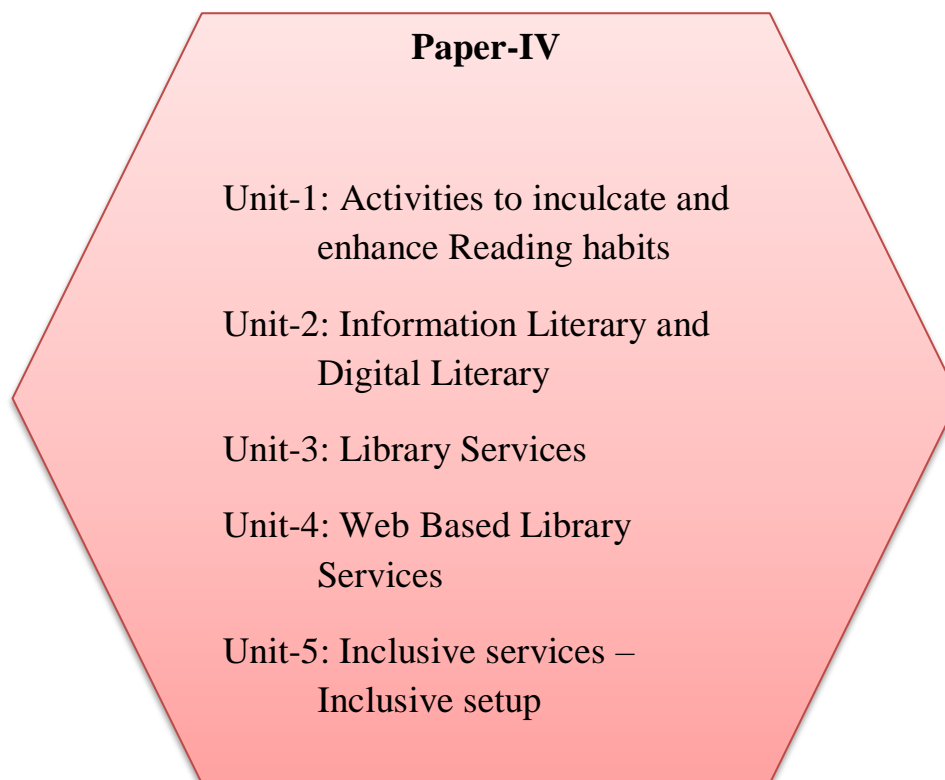 Paper-IV
Unit-1: Activities to inculcate and
enhance Reading habits
Unit-2: Information Literary and
Digital Literary
Unit-3: Library Services
Unit-4: Web Based Library
Services
Unit-5: Inclusive services –
Inclusive setup